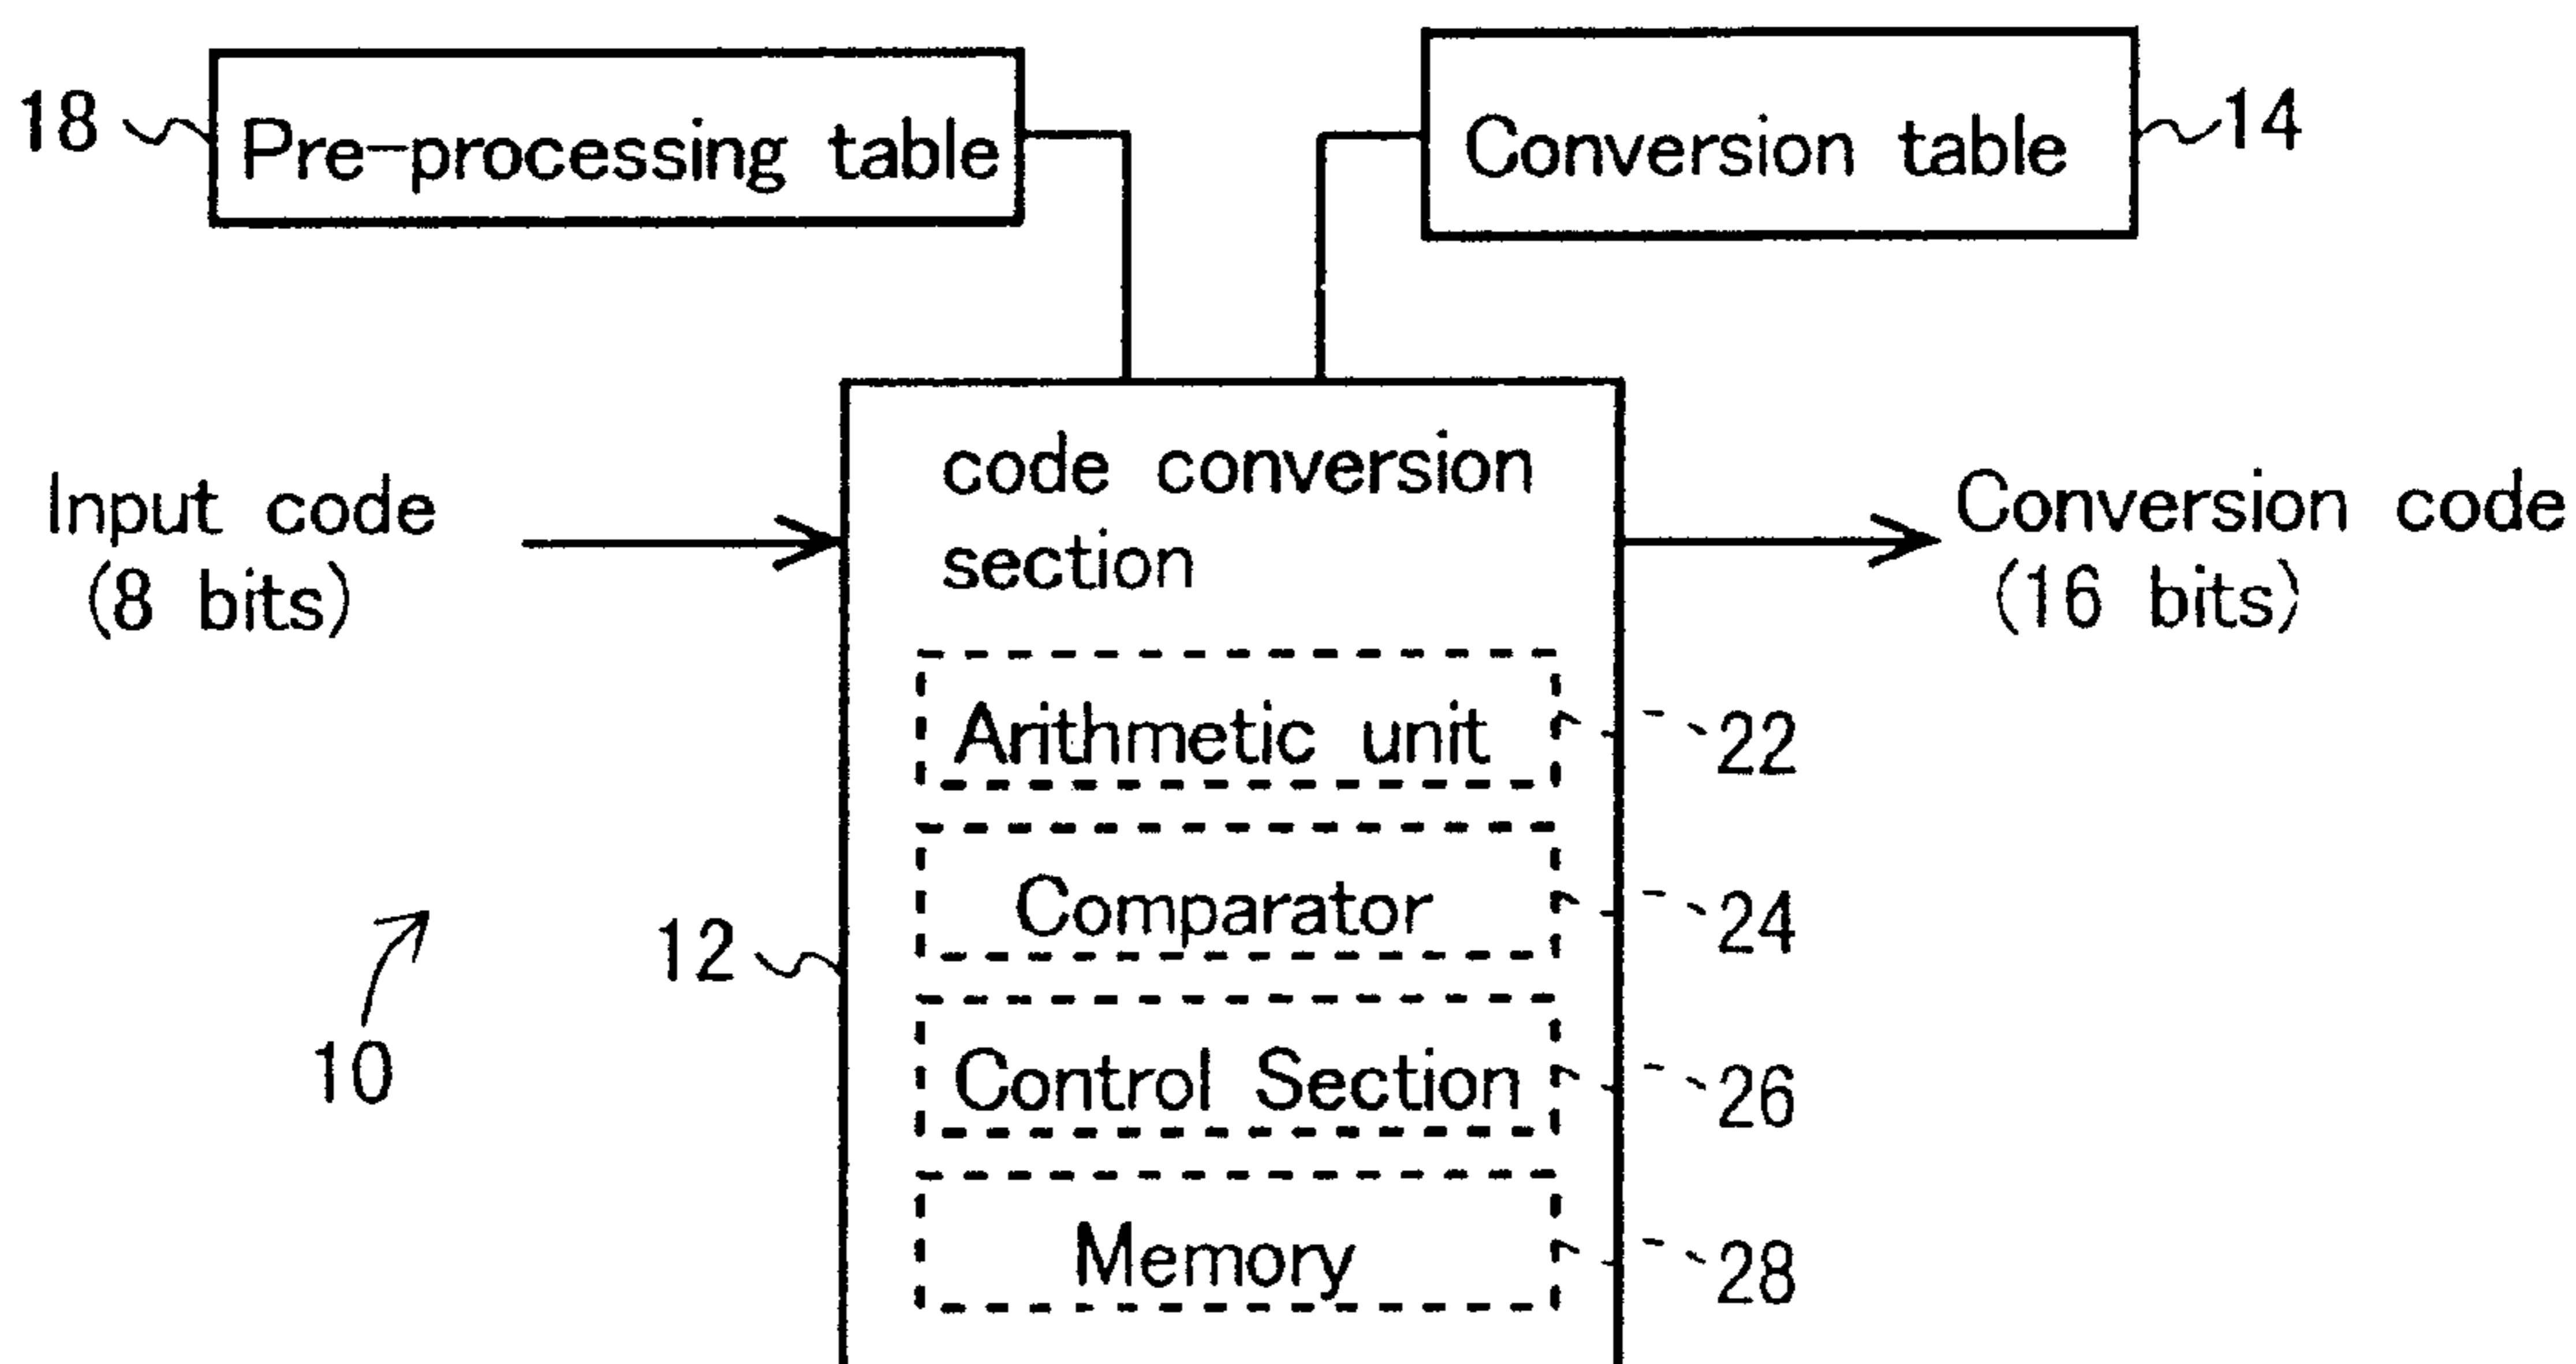 18 Pre-processing table
Conversion table 14
Input code
(8 bits)
code conversion
section
Conversion code
(16 bits)
Arithmetic unit 22
Comparator 24
12
Control Section 26
10
Memory 28